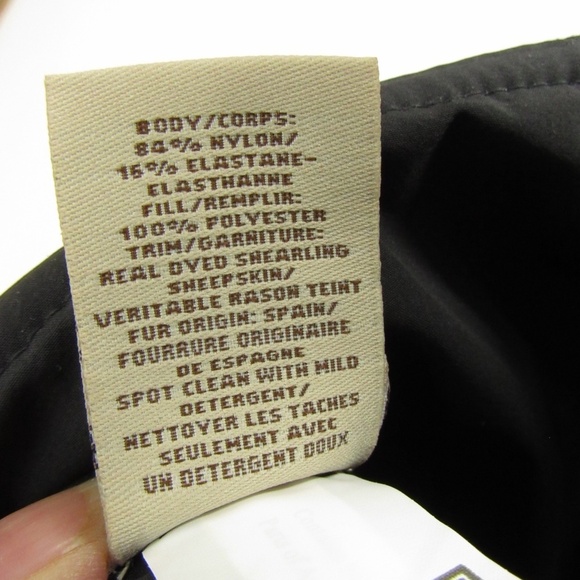 BODY/CORPS:
84% NYLON/
16% ELASTANE-
ELASTHANNE
FILL/REMPLIR:
100% POLYESTER
TRIM/GARNITURE:
REAL DYED SHEARLING
SHEEPSKIN/
VERITABLE RASON TEINT
FUR ORIGIN: SPAIN/
FOURRURE ORIGINAIRE
DE ESPAGNE
SPOT CLEAN WITH MILD
DETERGENT/
NETTOYER LES TACHES
SEULEMENT AVEC
UN DETERGENT DOUX